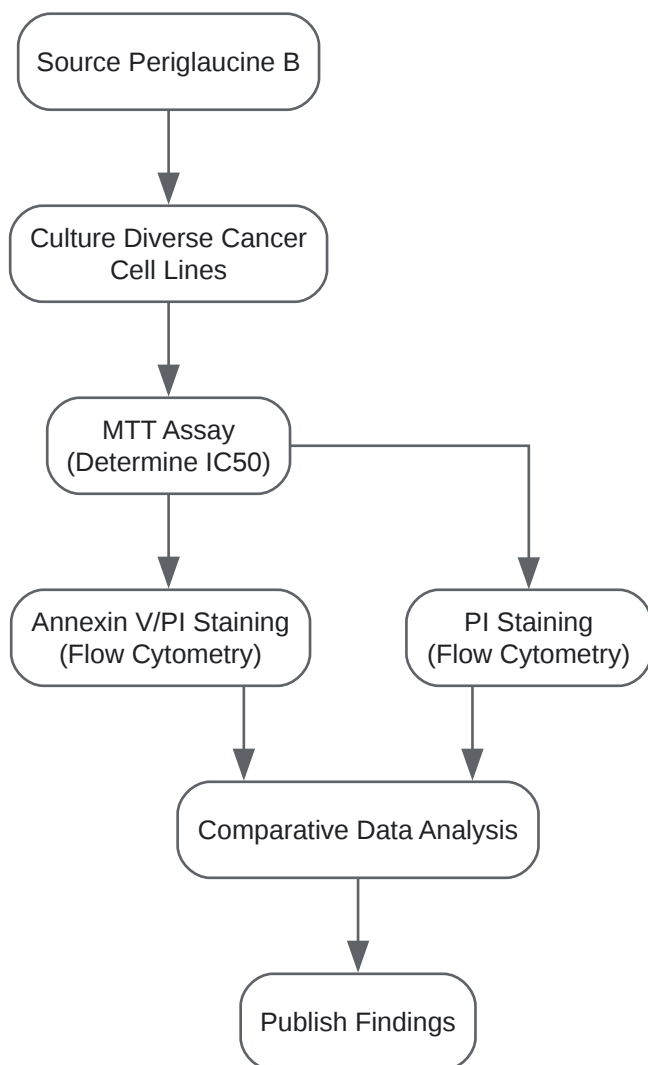 Source Periglaucine B
Culture Diverse Cancer
Cell Lines
MTT Assay
(Determine IC50)
Annexin V/PI Staining
(Flow Cytometry)
PI Staining
(Flow Cytometry)
Comparative Data Analysis
Publish Findings